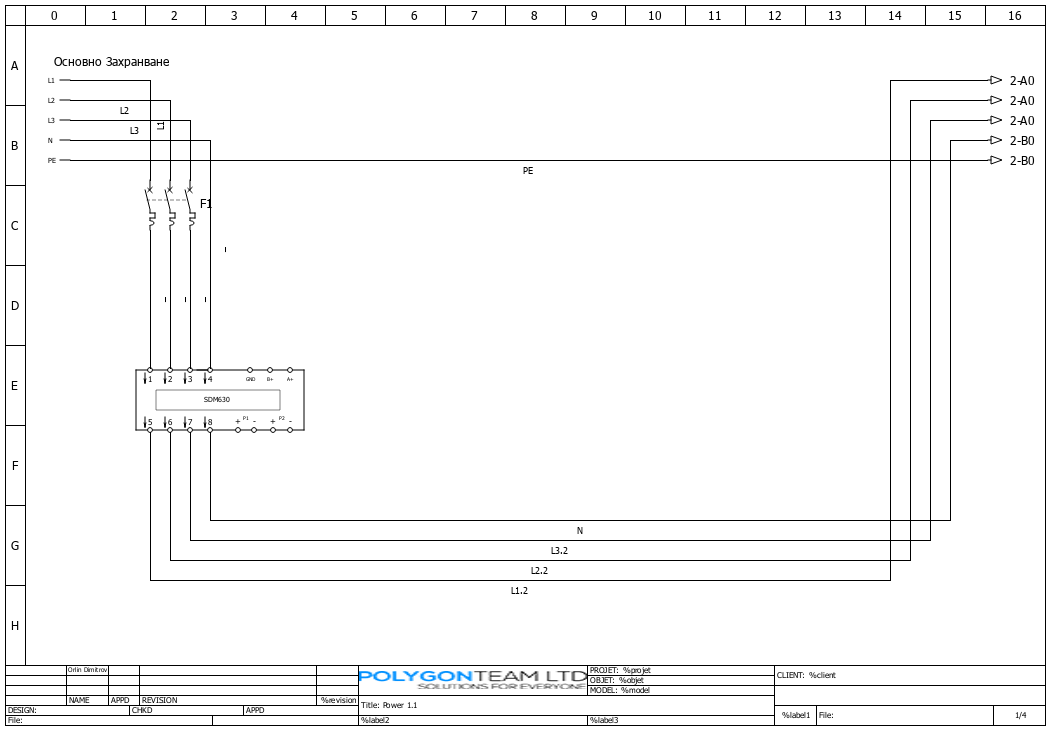 0 1 2 3 4 5 6 7 8 9 10 11 12 13 14 15 16
A
Основно Захранване
L1
2-A0
L2
2-A0
L2
L3
2-A0
L1
L3
B
N
2-B0
PE
2-B0
PE
C
F1
D
E
1 2 3 4 GND B+ A+
SDM630
5 6 7 8 + P1 - + P2 -
F
N
G
L3.2
L2.2
L1.2
H
Orlin Dimitrov
NAME APPD REVISION %revision
DESIGN: CHKD APPD
File:
POLYGONTEAM LTD
SOLUTIONS FOR EVERYONE
Title: Power 1.1
%label2
PROJET: %projet
OBJET: %objet
MODEL: %model
%label3
CLIENT: %client
%label1 File: 1/4